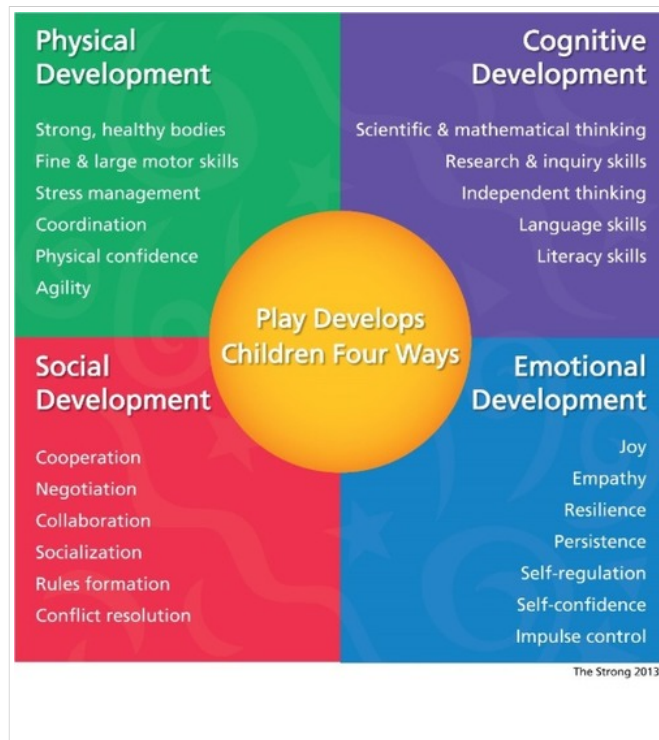 Physical
Development
Strong, healthy bodies
Fine & large motor skills
Stress management
Coordination
Physical confidence
Agility
Cognitive
Development
Scientific & mathematical thinking
Research & inquiry skills
Independent thinking
Language skills
Literacy skills
Play Develops
Children Four Ways
Social
Development
Cooperation
Negotiation
Collaboration
Socialization
Rules formation
Conflict resolution
Emotional
Development
Joy
Empathy
Resilience
Persistence
Self-regulation
Self-confidence
Impulse control
The Strong 2013